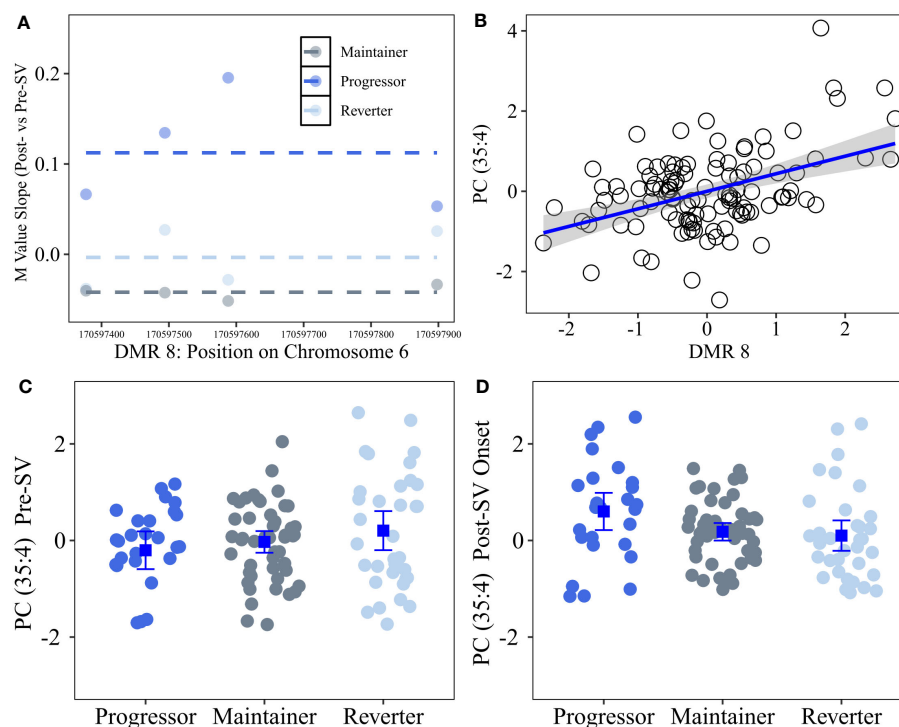 A
M Value Slope (Post- vs Pre-SV)
0.2
0.1
0.0
Maintainer
Progressor
Reverter
170597400 170597500 170597600 170597700 170597800 170597900
DMR 8: Position on Chromosome 6
B
PC (35:4)
4
2
0
-2
-2 -1 0 1 2
DMR 8
C
PC (35:4) Pre-SV
2
0
-2
Progressor Maintainer Reverter
D
PC (35:4) Post-SV Onset
2
0
-2
Progressor Maintainer Reverter